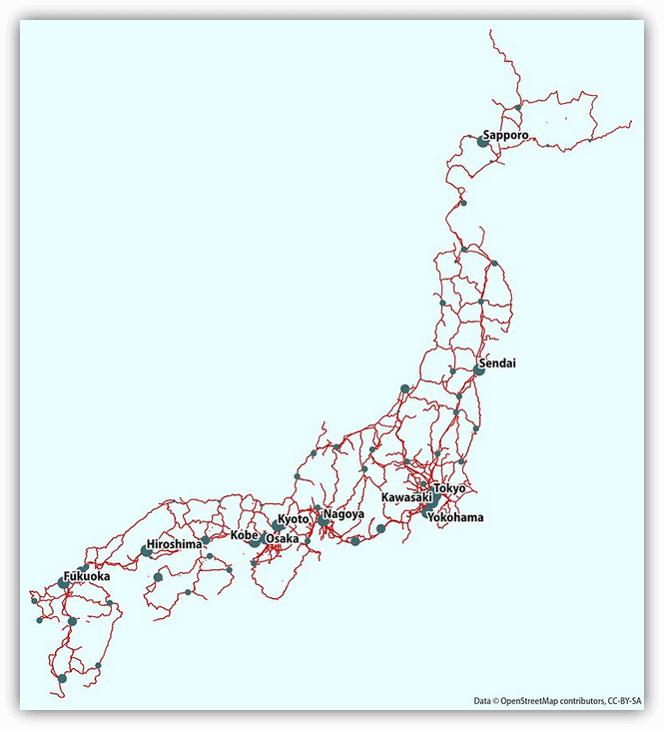 Sapporo
Sendai
Tokyo
Kawasaki
Yokohama
Nagoya
Kyoto
Kobe
Osaka
Hiroshima
Fukuoka
Data © OpenStreetMap contributors, CC-BY-SA